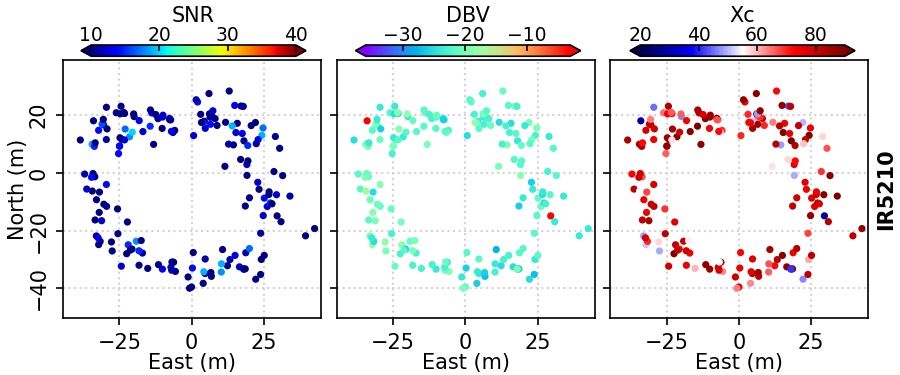 SNR DBV Xc
10 20 30 40 −30 −20 −10 20 40 60 80
North (m)
20
0
−20
−40
−25 0 25 −25 0 25 −25 0 25
East (m) East (m) East (m)
IR5210